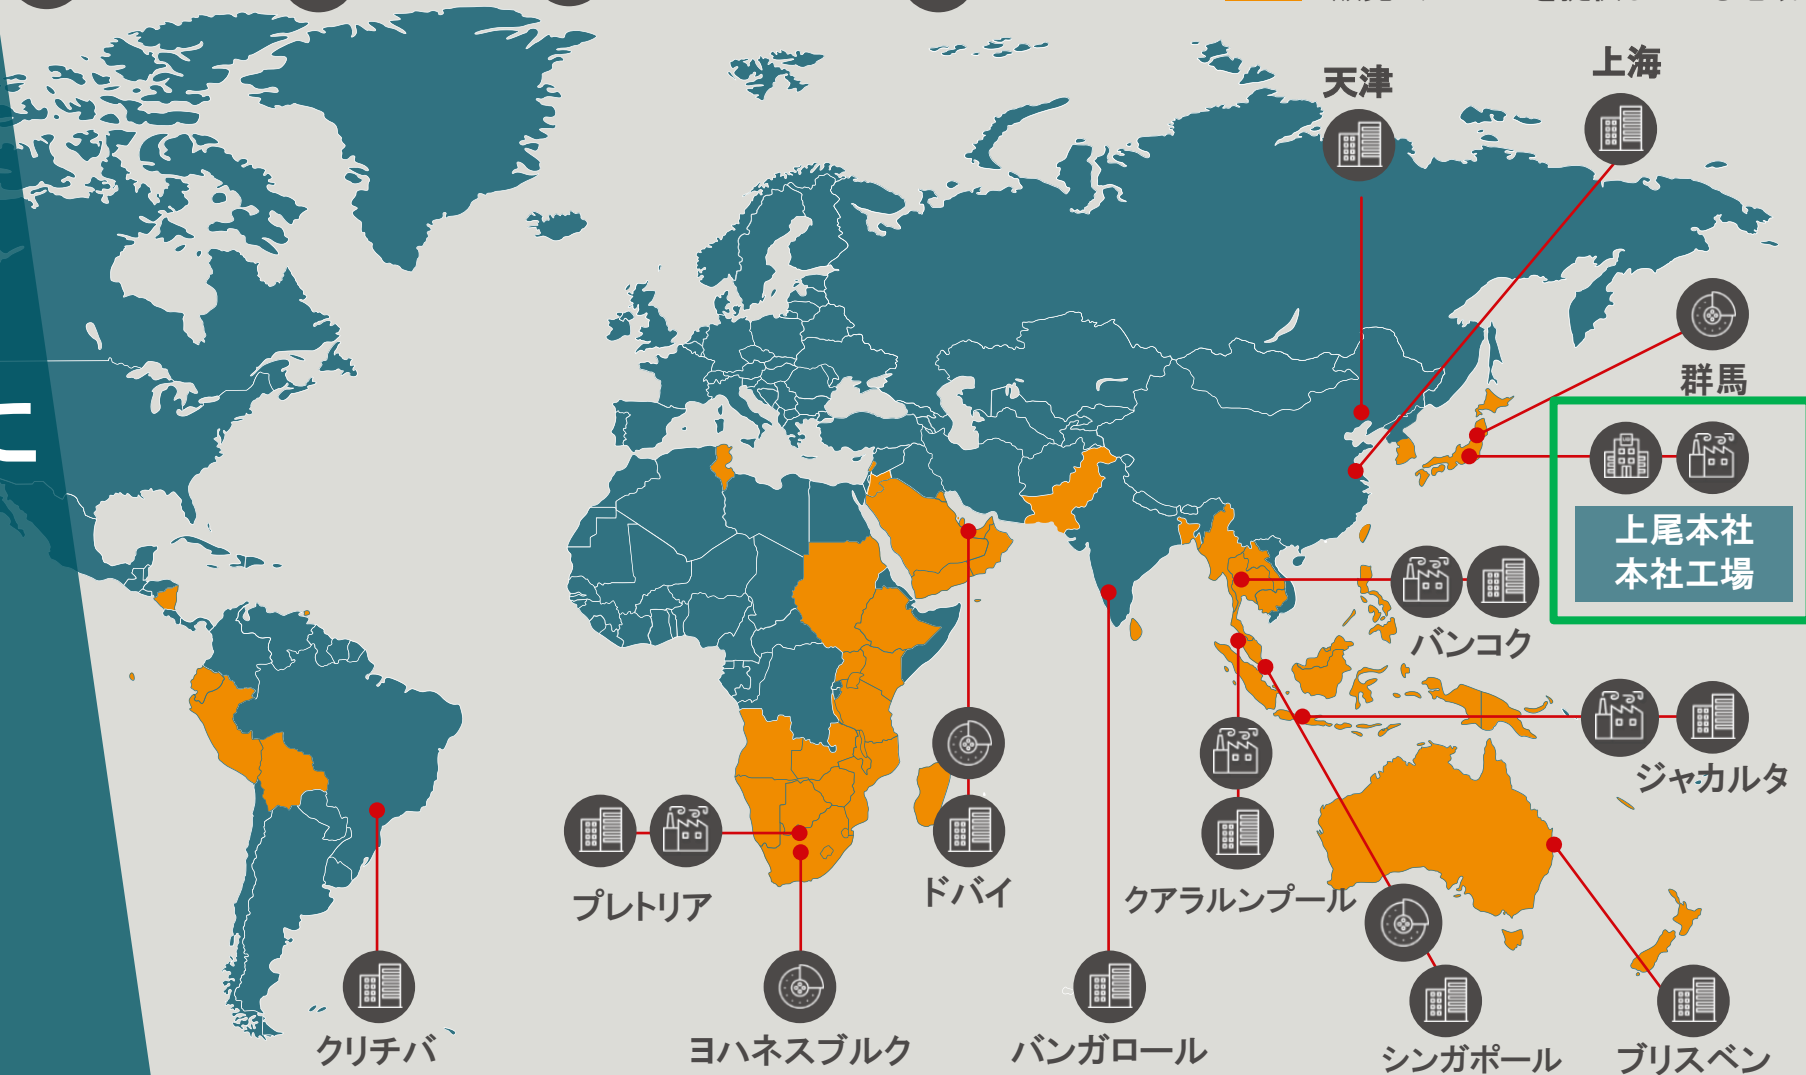 天津
上海
群馬
上尾本社
本社工場
バンコク
ジャカルタ
プレトリア
ドバイ
クアラルンプール
クリチバ
ヨハネスブルク
バンガロール
シンガポール
ブリスベン